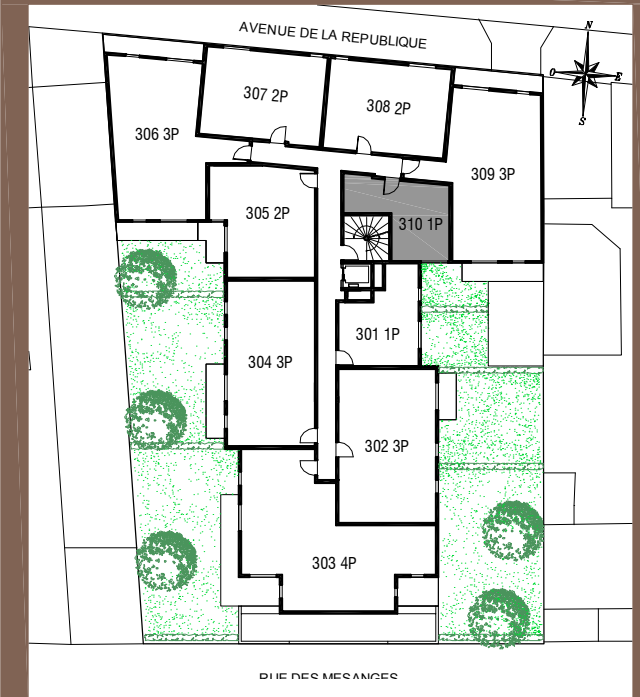 AVENUE DE LA REPUBLIQUE
N
O
E
S
307 2P
308 2P
306 3P
309 3P
305 2P
310 1P
301 1P
304 3P
302 3P
303 4P
RUE DES MESANGES